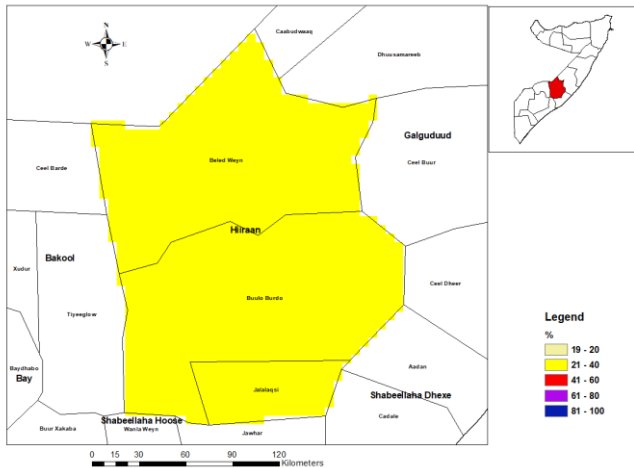 N
W E
S
Caabudwaaq
Dhuusamareeb
Galguduud
Ceel Buur
Beled Weyn
Ceel Barde
Hiiraan
Bakool
Xudur
Tiyeeglow
Buulo Burdo
Ceel Dheer
Baydhabo
Bay
Jalalaqsi
Aadan
Shabeellaha Dhexe
Cadale
Shabeellaha Hoose
Buur Xakaba
Wanla Weyn
Jawhar
0 15 30 60 90 120
Kilometers
Legend
%
19 - 20
21 - 40
41 - 60
61 - 80
81 - 100